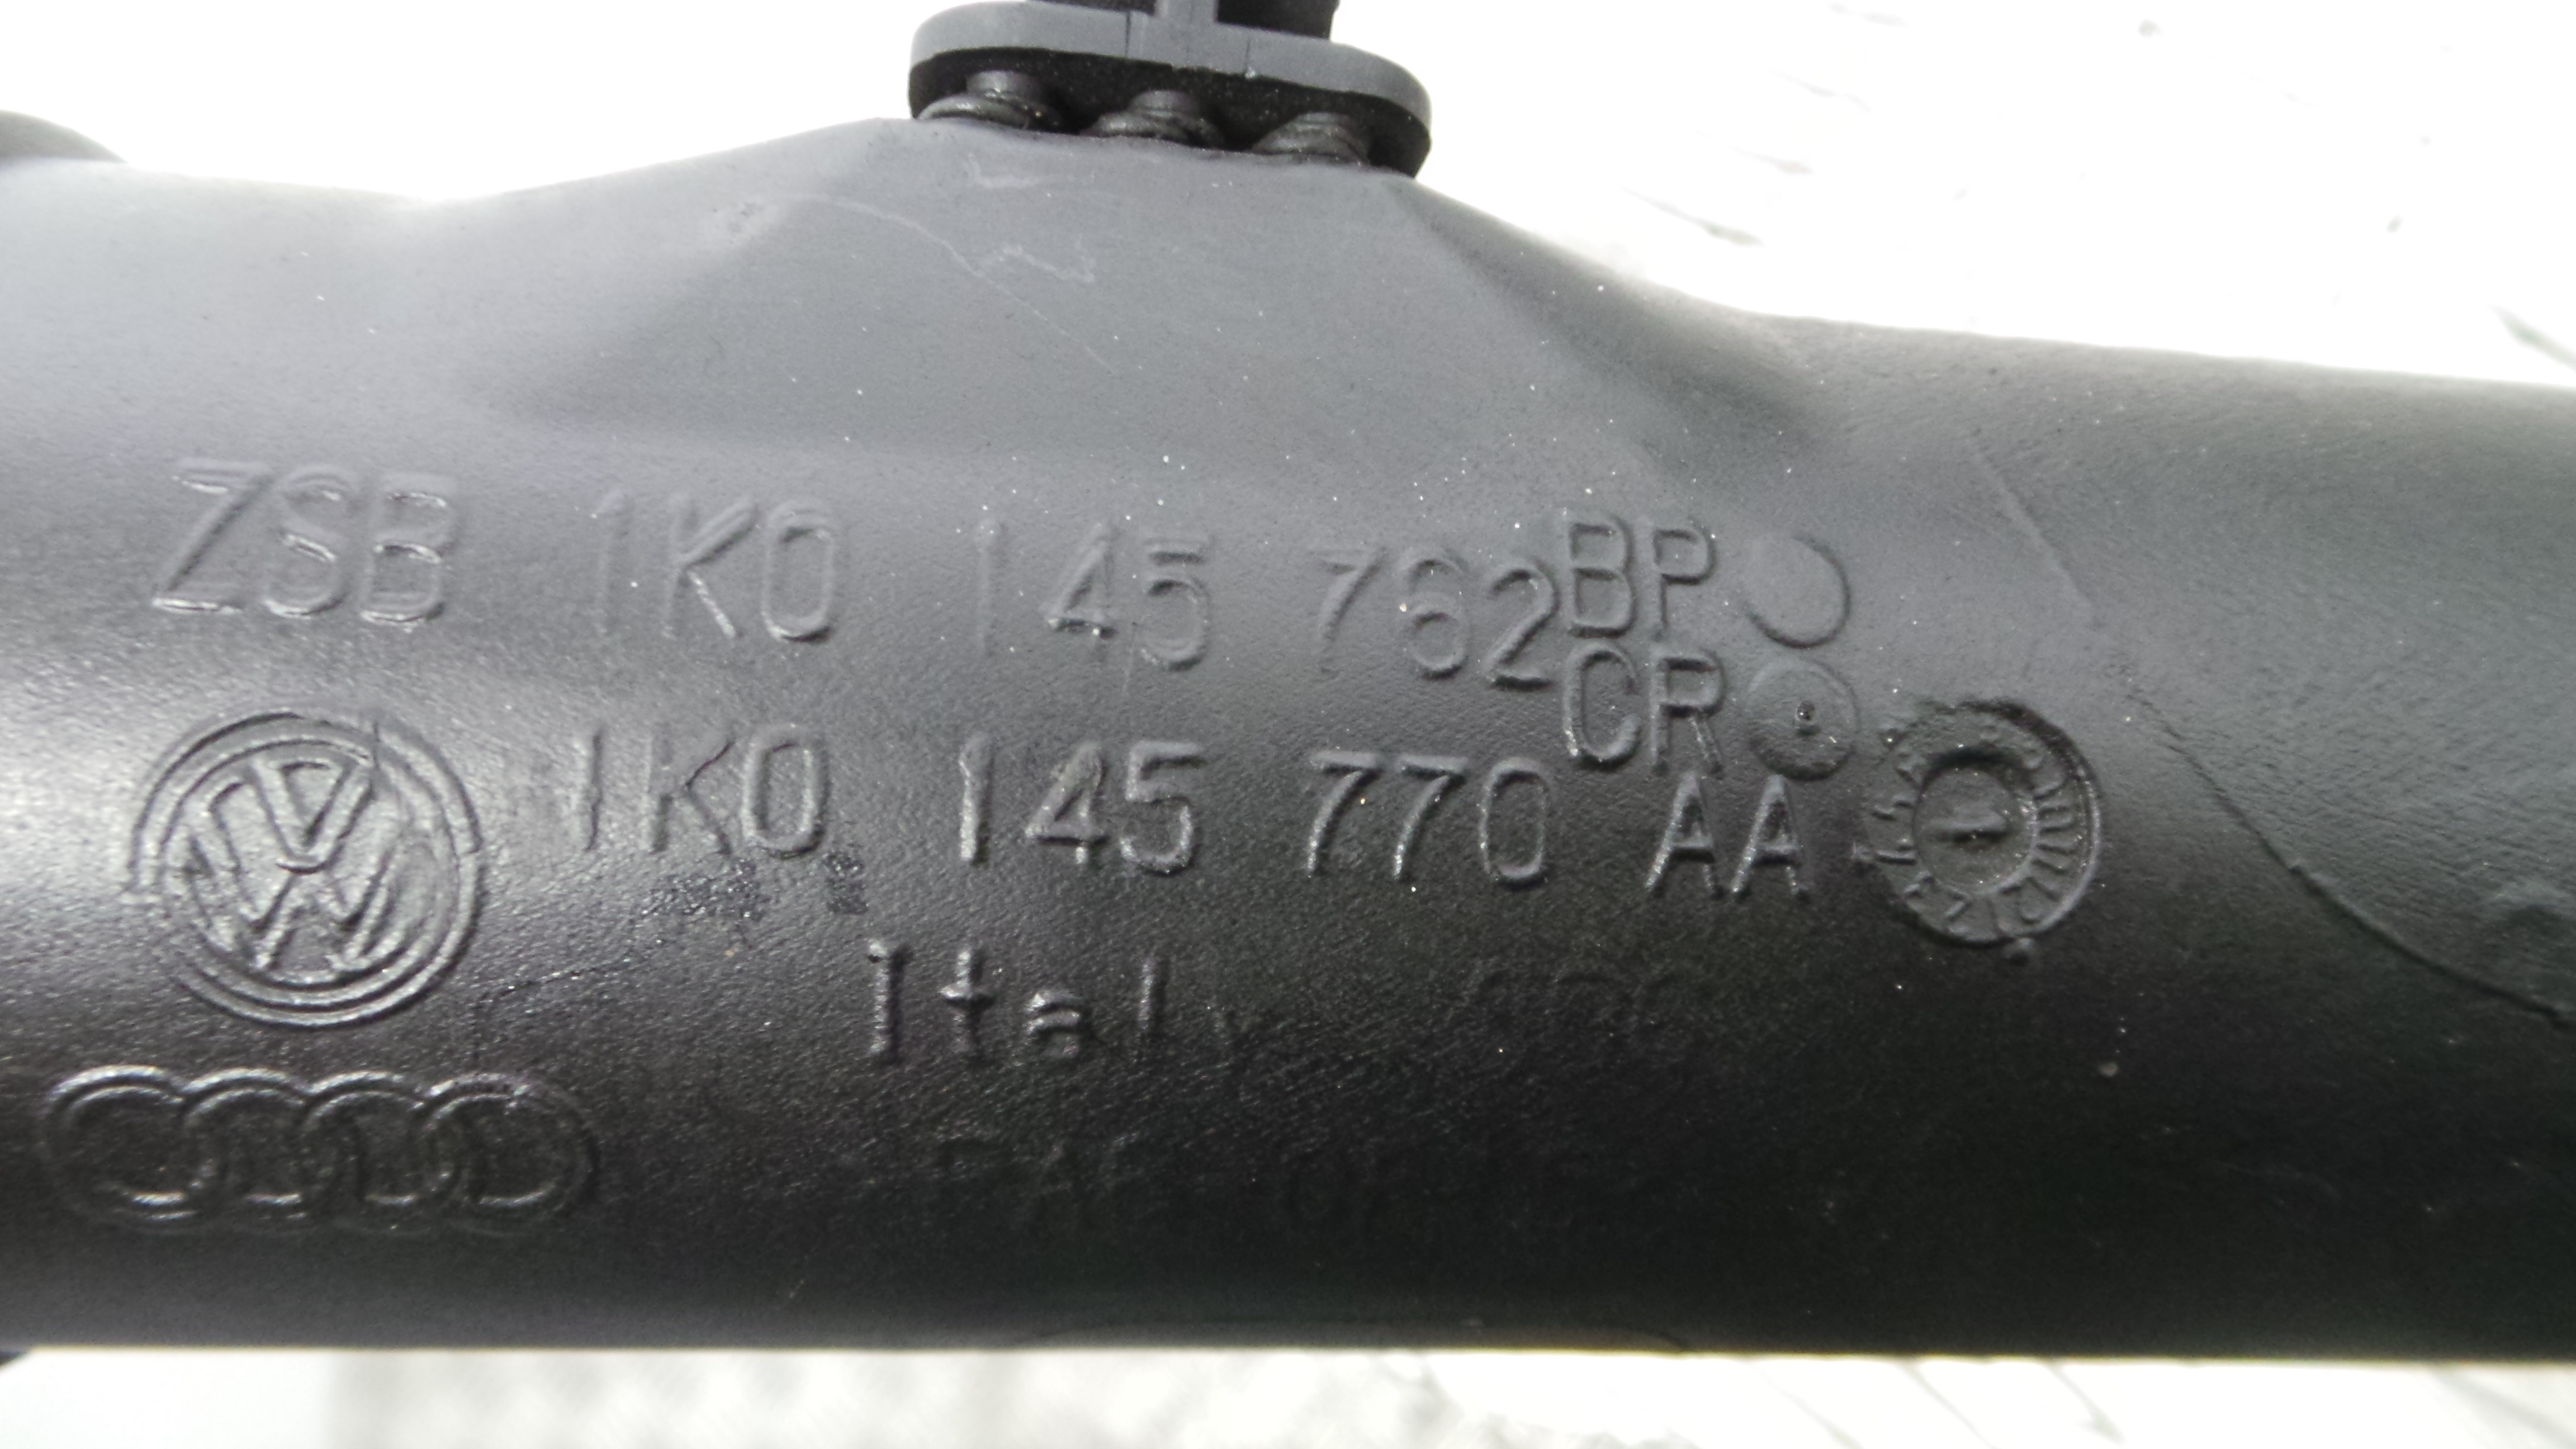 ZSB 1K0 145 762 BP
CR
1K0 145 770 AA
Italy